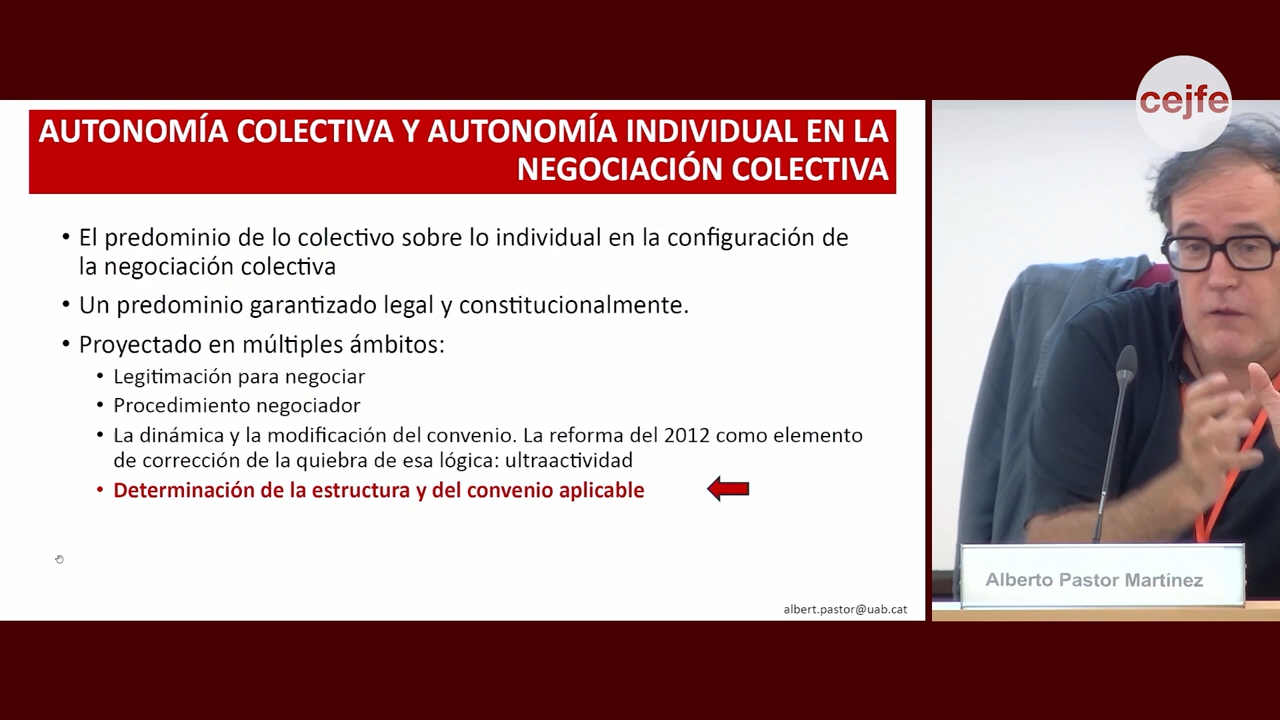 cejfe
AUTONOMÍA COLECTIVA Y AUTONOMÍA INDIVIDUAL EN LA
NEGOCIACIÓN COLECTIVA
• El predominio de lo colectivo sobre lo individual en la configuración de
la negociación colectiva
• Un predominio garantizado legal y constitucionalmente.
• Proyectado en múltiples ámbitos:
• Legitimación para negociar
• Procedimiento negociador
• La dinámica y la modificación del convenio. La reforma del 2012 como elemento
de corrección de la quiebra de esa lógica: ultraactividad
• Determinación de la estructura y del convenio aplicable
albert.pastor@uab.cat
Alberto Pastor Martínez